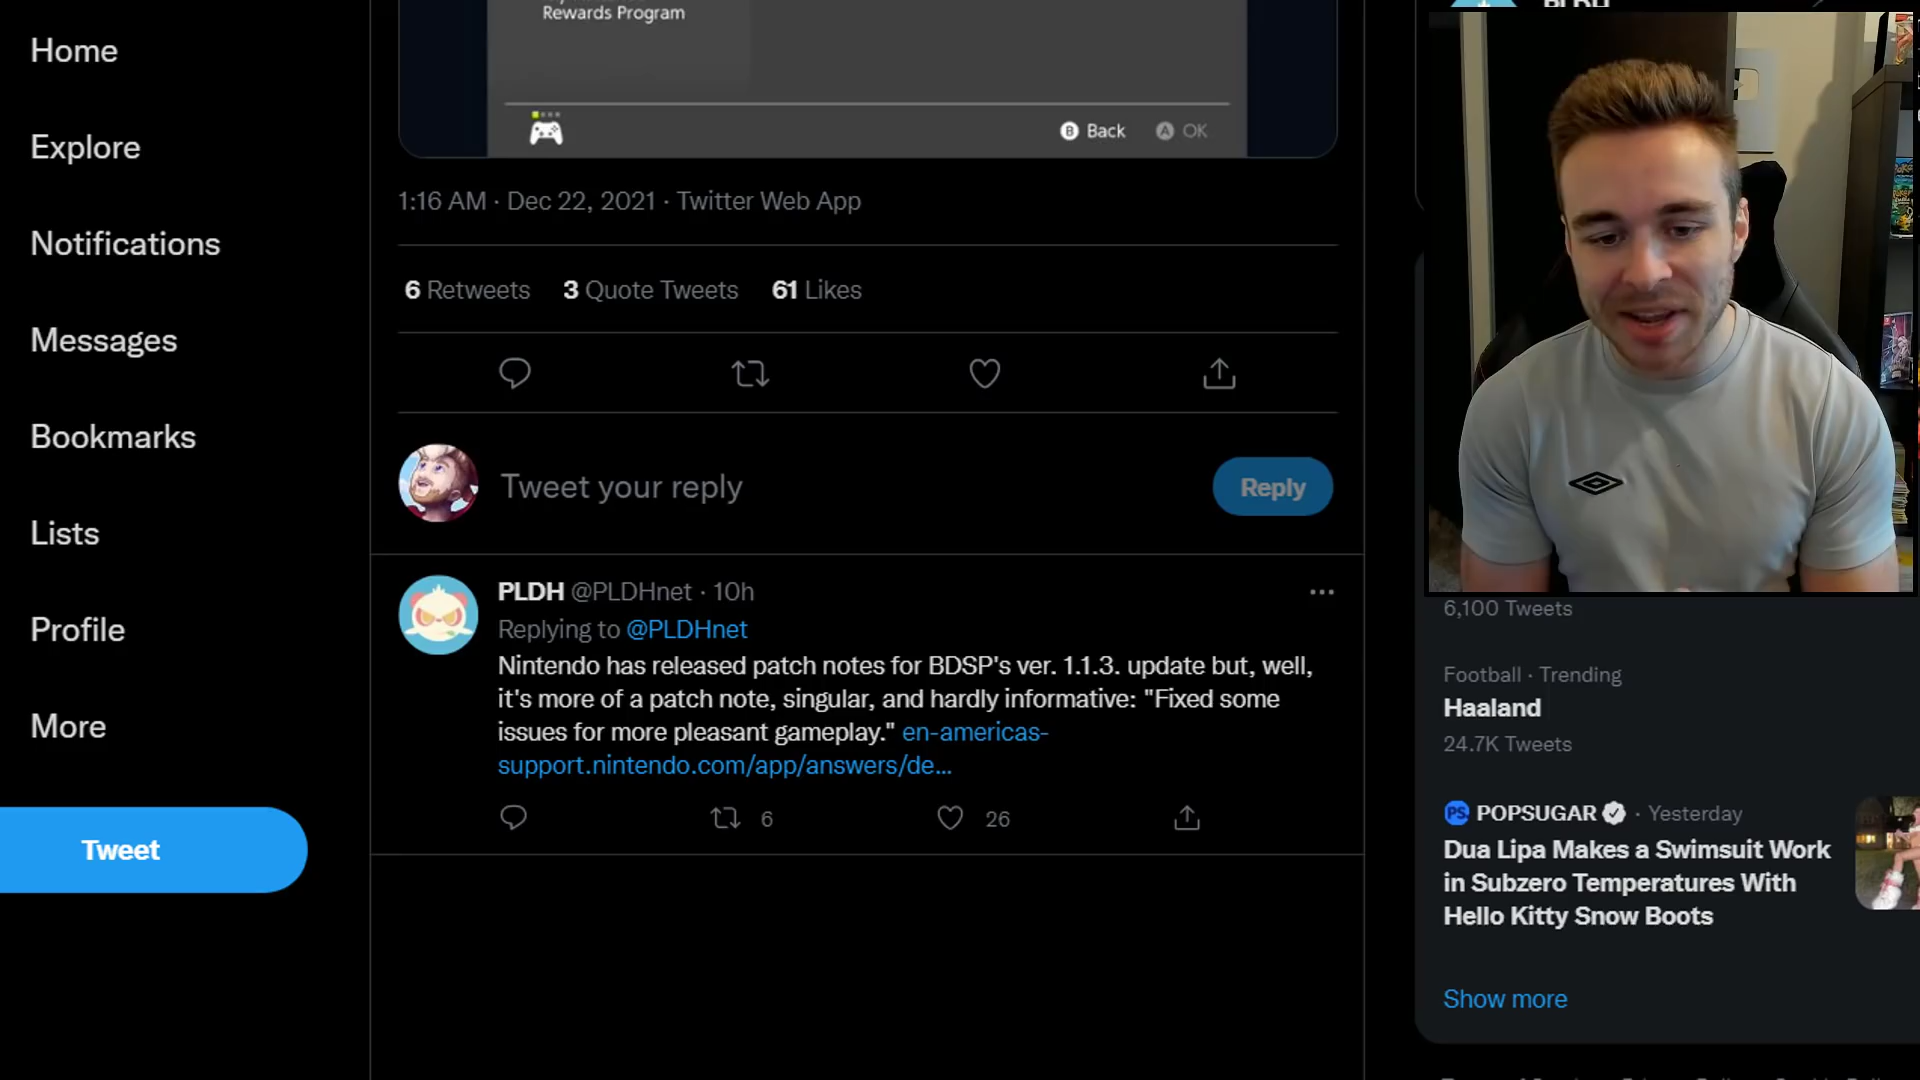 Home
Explore
Notifications
Messages
Bookmarks
Lists
Profile
More
Tweet
Rewards Program
B Back A OK
1:16 AM · Dec 22, 2021 · Twitter Web App
6 Retweets 3 Quote Tweets 61 Likes
Tweet your reply
Reply
PLDH @PLDHnet · 10h
Replying to @PLDHnet
Nintendo has released patch notes for BDSP's ver. 1.1.3. update but, well,
it's more of a patch note, singular, and hardly informative: "Fixed some
issues for more pleasant gameplay." en-americas-
support.nintendo.com/app/answers/de...
6
26
PLDH
6,100 Tweets
Football · Trending
Haaland
24.7K Tweets
PS POPSUGAR · Yesterday
Dua Lipa Makes a Swimsuit Work
in Subzero Temperatures With
Hello Kitty Snow Boots
Show more